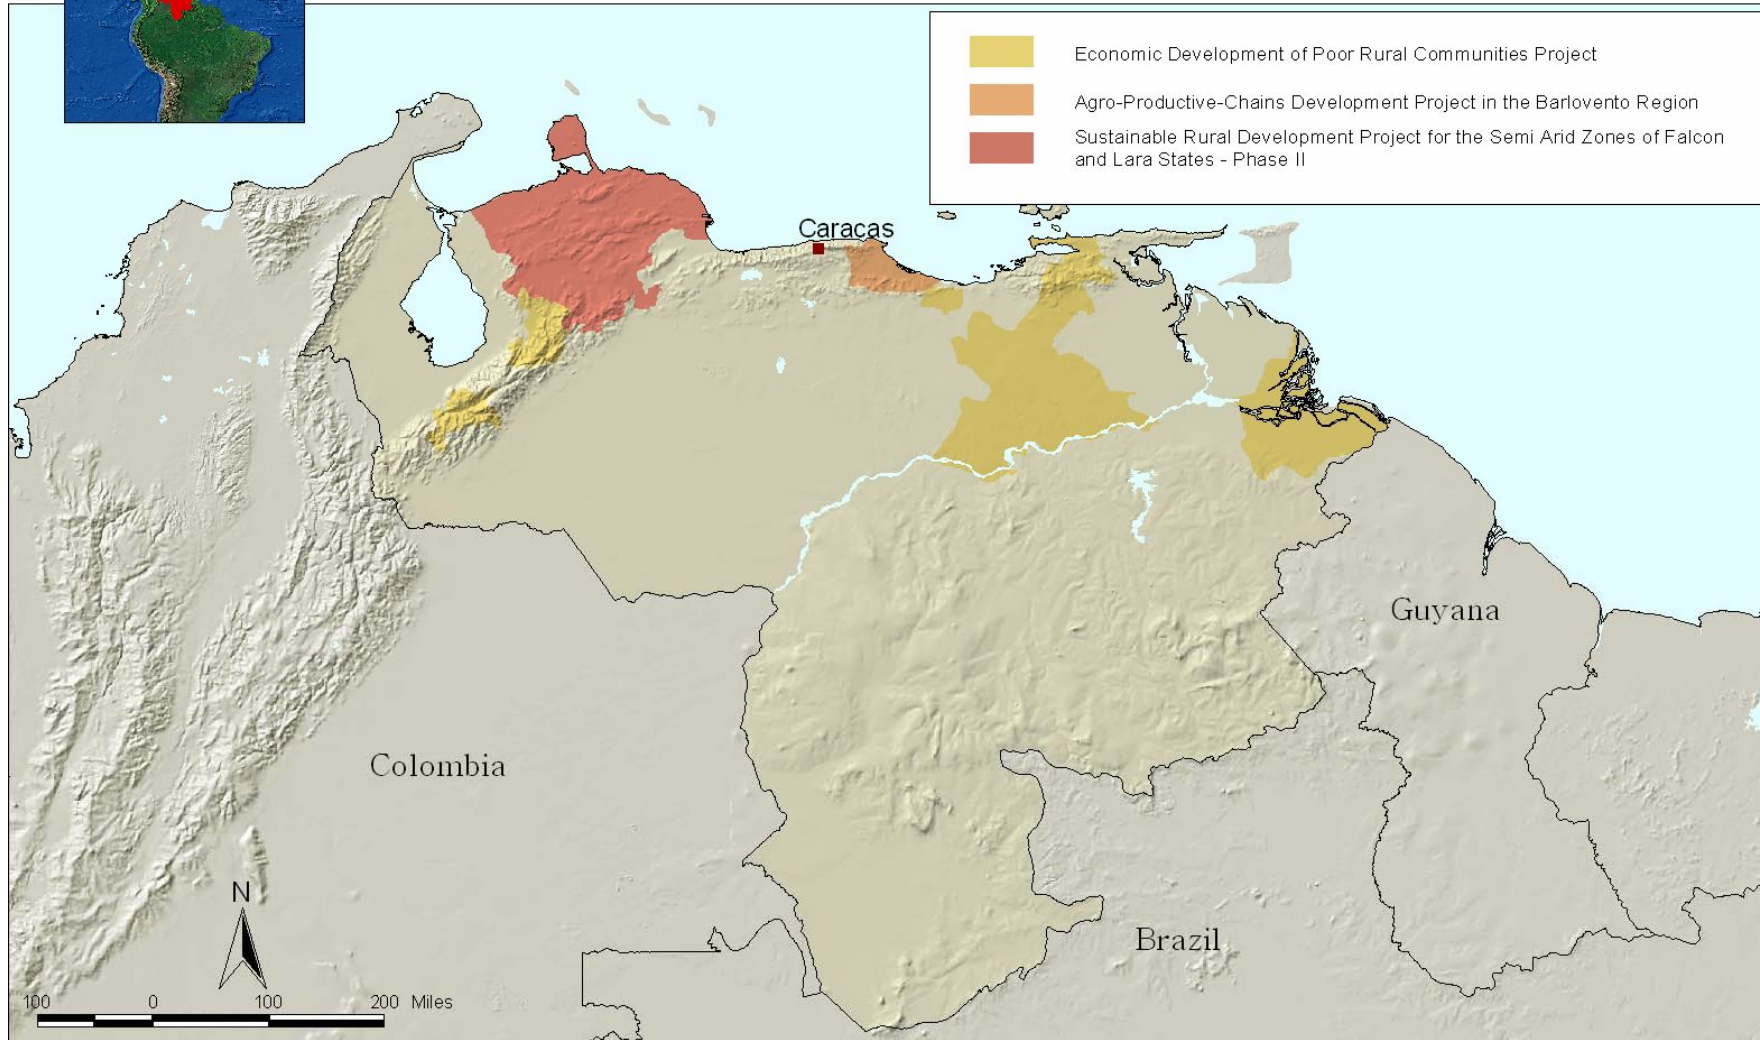 Economic Development of Poor Rural Communities Project
Agro-Productive-Chains Development Project in the Barlovento Region
Sustainable Rural Development Project for the Semi Arid Zones of Falcon
and Lara States - Phase II
Caracas
Guyana
Colombia
Brazil
N
100 0 100 200 Miles